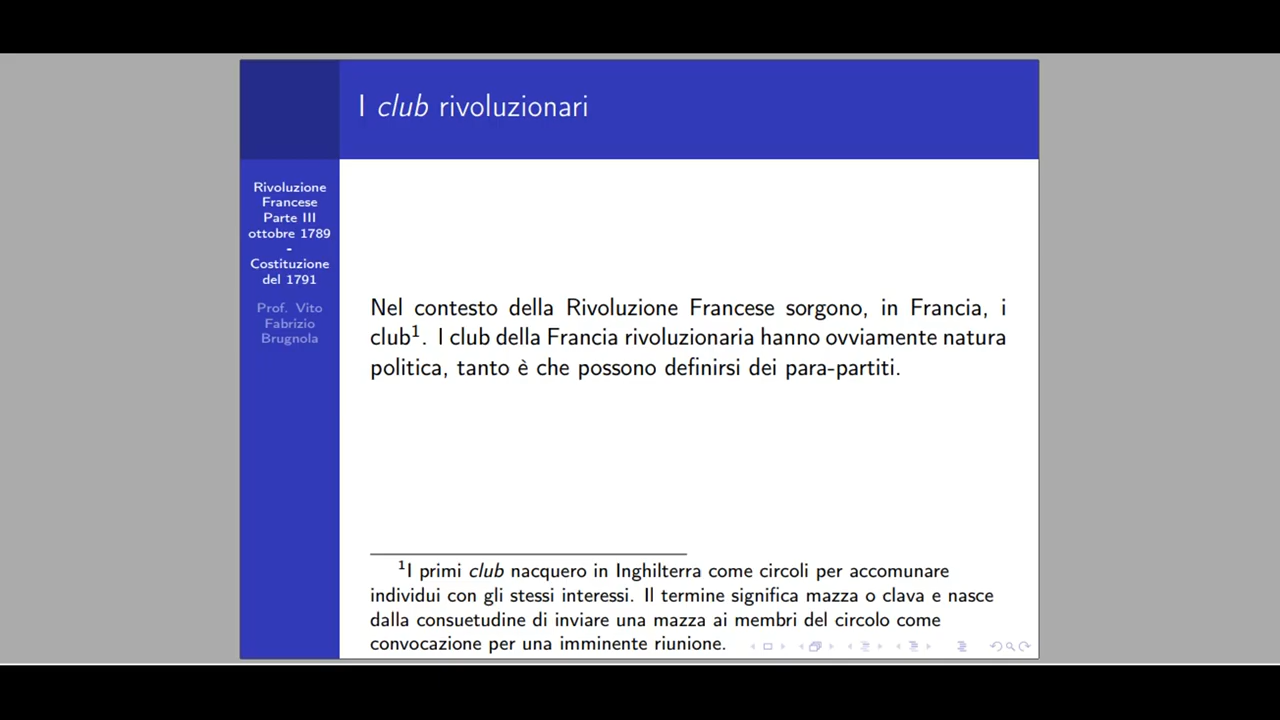 I club rivoluzionari
Rivoluzione
Francese
Parte III
ottobre 1789
-
Costituzione
del 1791
Prof. Vito
Fabrizio
Brugnola
Nel contesto della Rivoluzione Francese sorgono, in Francia, i
club¹. I club della Francia rivoluzionaria hanno ovviamente natura
politica, tanto è che possono definirsi dei para-partiti.
¹I primi club nacquero in Inghilterra come circoli per accomunare
individui con gli stessi interessi. Il termine significa mazza o clava e nasce
dalla consuetudine di inviare una mazza ai membri del circolo come
convocazione per una imminente riunione.